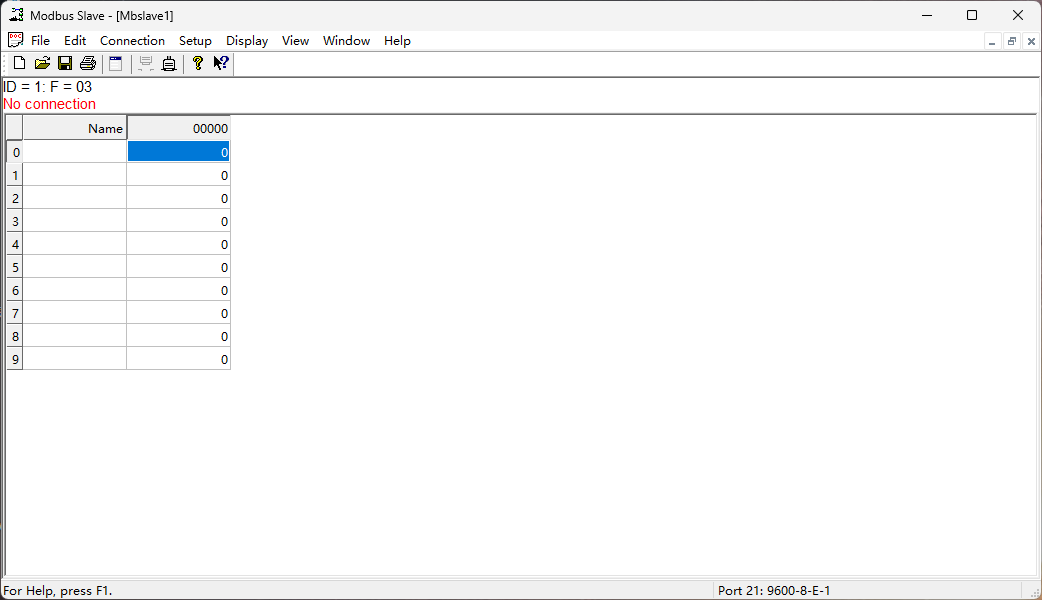 Modbus Slave - [Mbslave1]
File Edit Connection Setup Display View Window Help
ID = 1: F = 03
No connection
Name 00000
0 0
1 0
2 0
3 0
4 0
5 0
6 0
7 0
8 0
9 0
For Help, press F1. Port 21: 9600-8-E-1